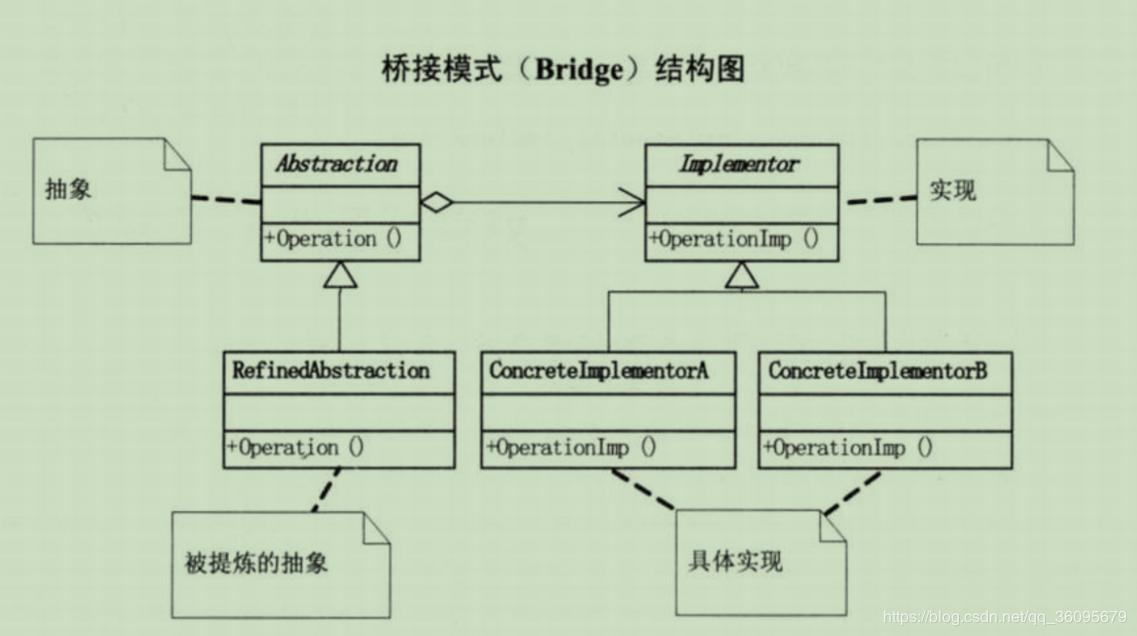 桥接模式（Bridge）结构图
抽象
Abstraction
+Operation ()
Implementor
+OperationImp ()
实现
RefinedAbstraction
+Operation ()
ConcreteImplementorA
+OperationImp ()
ConcreteImplementorB
+OperationImp ()
被提炼的抽象
具体实现
https://blog.csdn.net/qq_36095679